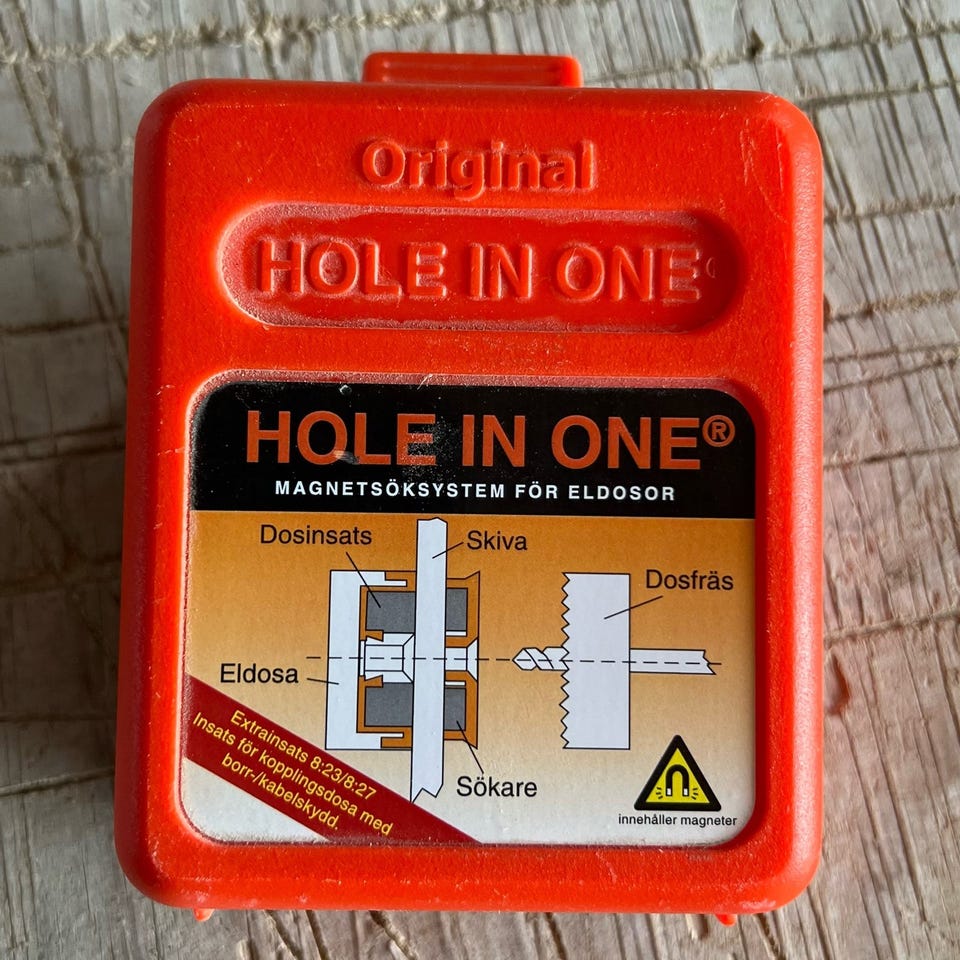 Original
HOLE IN ONE
HOLE IN ONE®
MAGNETSÖKSYSTEM FÖR ELDOSOR
Dosinsats
Skiva
Dosfräs
Eldosa
Sökare
Extrainsats 8:23/8:27
Insats för kopplingsdosa med
borr-/kabelskydd.
innehåller magneter